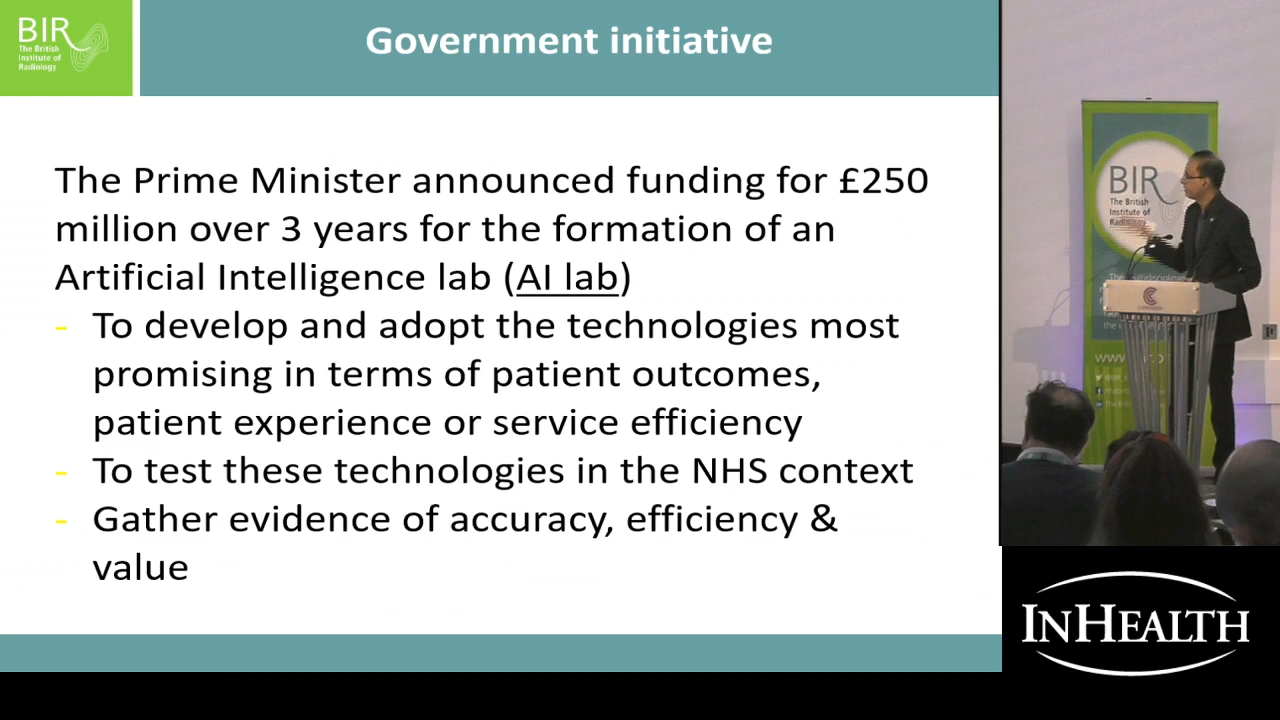 BIR
The British
Institute of
Radiology
Government initiative
The Prime Minister announced funding for £250
million over 3 years for the formation of an
Artificial Intelligence lab (AI lab)
- To develop and adopt the technologies most
promising in terms of patient outcomes,
patient experience or service efficiency
- To test these technologies in the NHS context
- Gather evidence of accuracy, efficiency &
value
BIR
The British
Institute of
INHEALTH